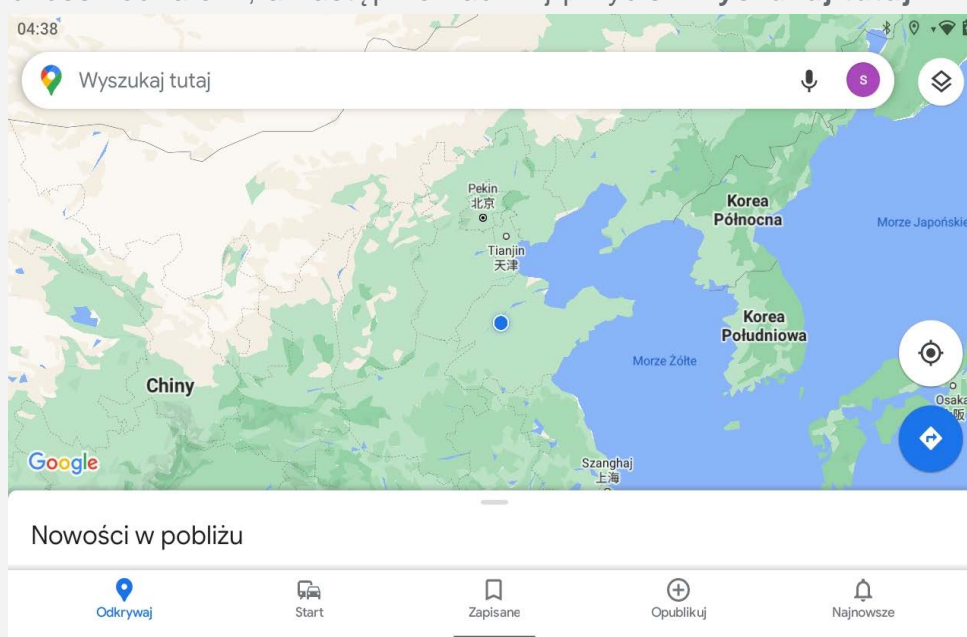 04:38
Wyszukaj tutaj
S
Pekin
北京
Tianjin
天津
Korea
Północna
Morze Japońskie
Korea
Południowa
Morze Żółte
Chiny
Osaka
阪
Google
Szanghaj
上海
Nowości w pobliżu
Odkrywaj
Start
Zapisane
Opublikuj
Najnowsze